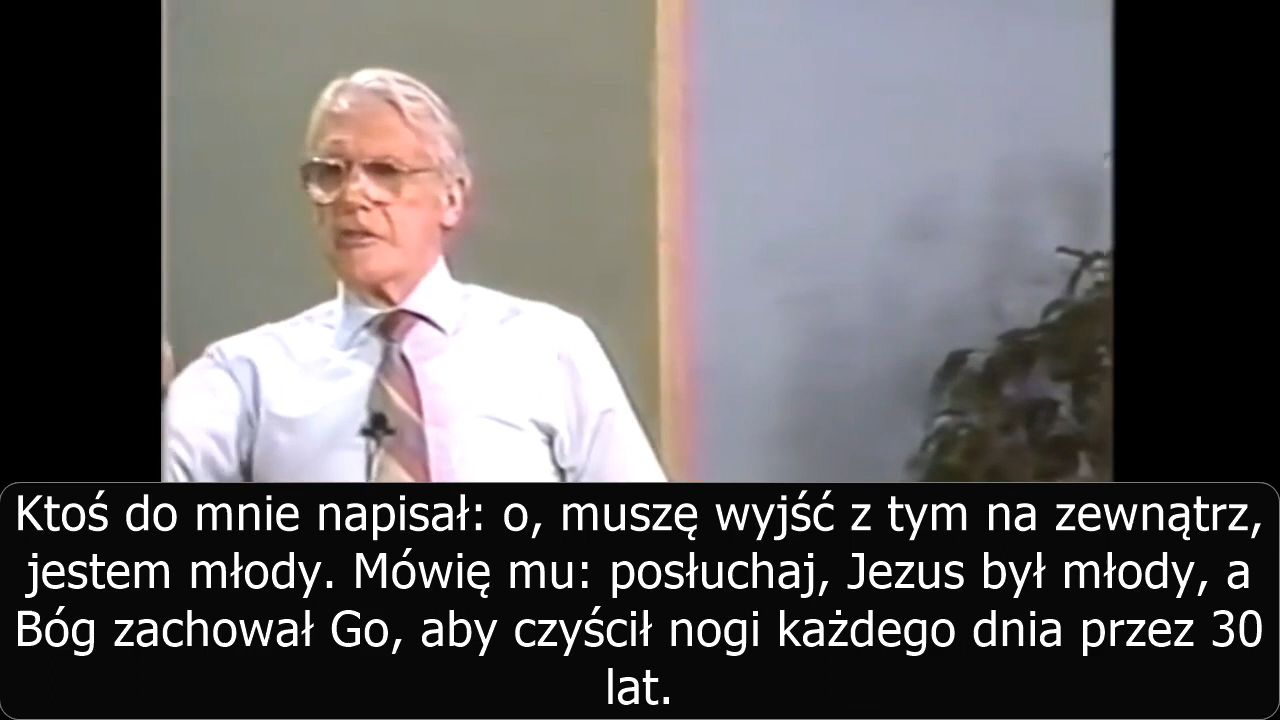 Ktoś do mnie napisał: o, muszę wyjść z tym na zewnątrz,
jestem młody. Mówię mu: posłuchaj, Jezus był młody, a
Bóg zachował Go, aby czyścił nogi każdego dnia przez 30
lat.